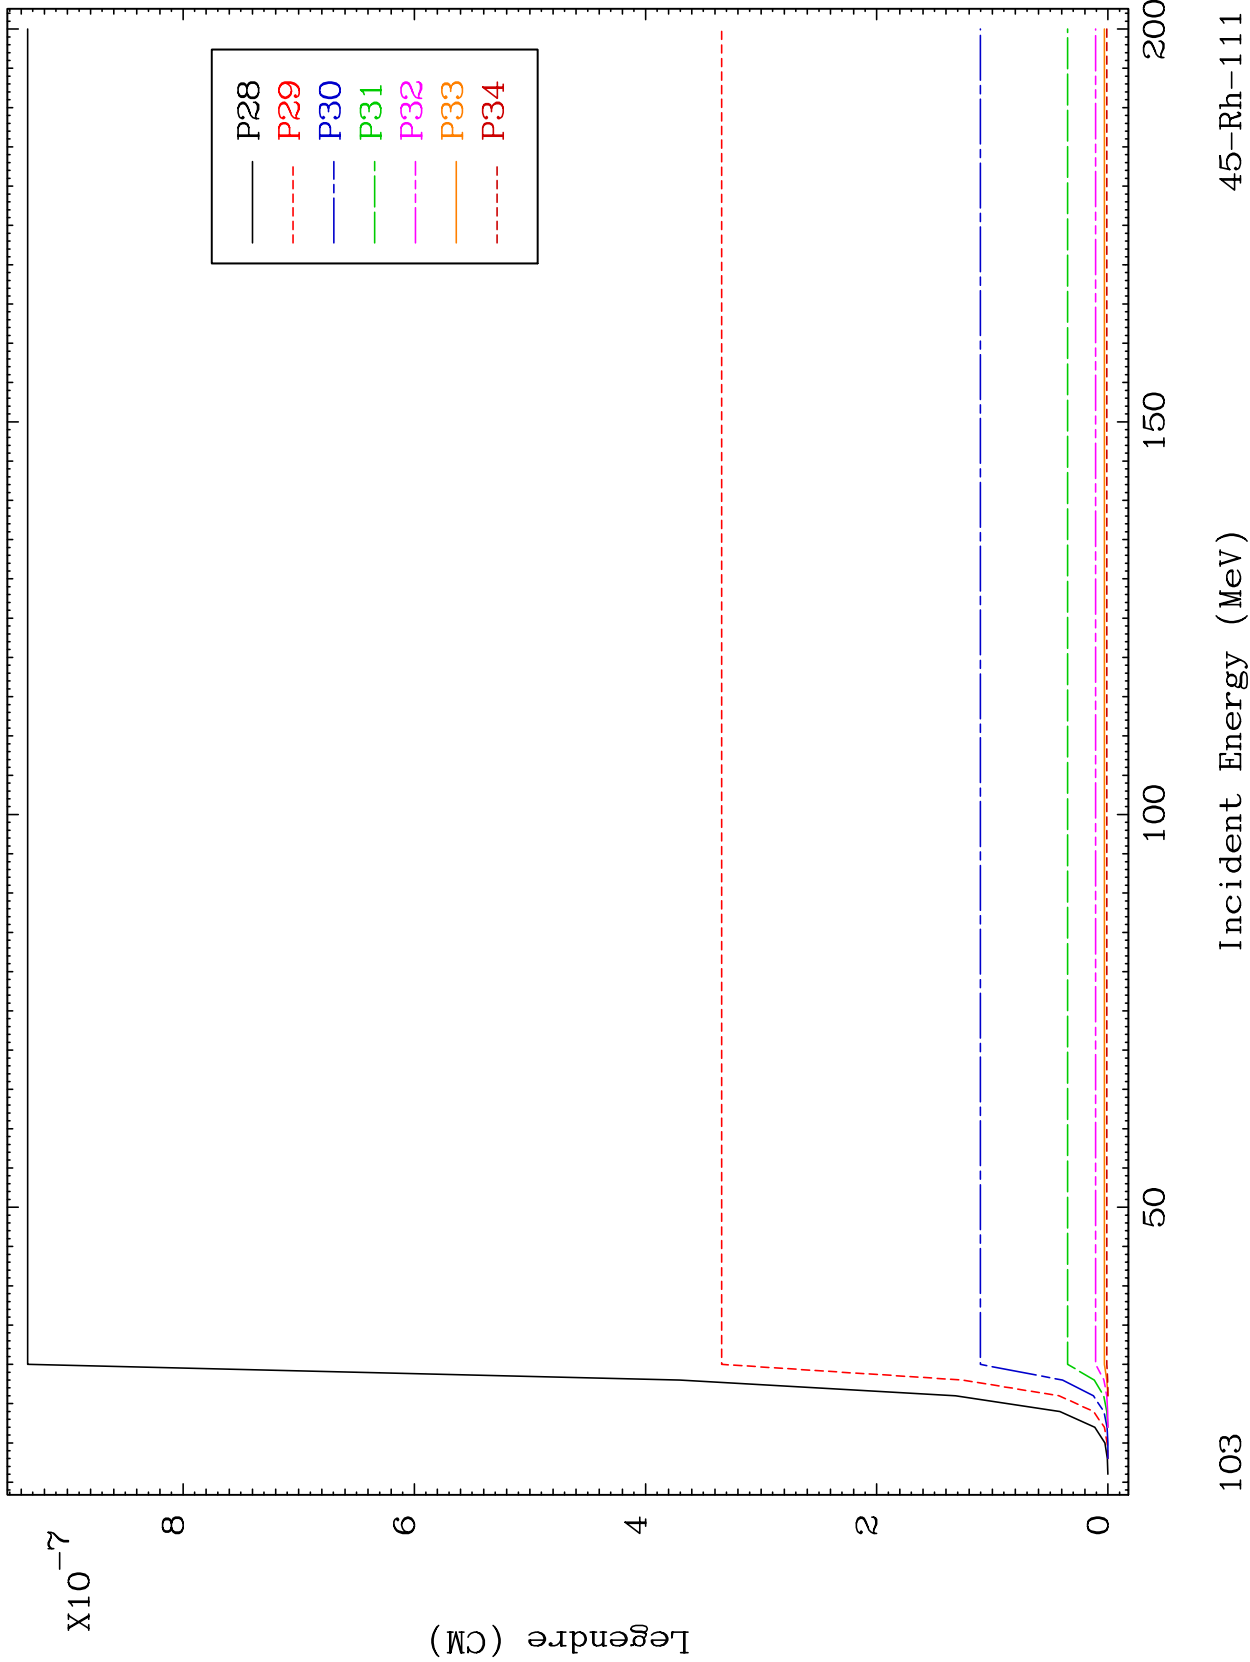 X10-7
8
6
4
2
0
Legendre (CM)
P28
P29
P30
P31
P32
P33
P34
50
100
150
200
Incident Energy (MeV)
103
45-Rh-111